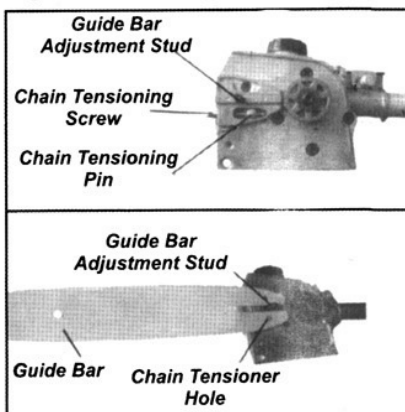 Guide Bar
Adjustment Stud
Chain Tensioning
Screw
Chain Tensioning
Pin
Guide Bar
Adjustment Stud
Guide Bar
Chain Tensioner
Hole